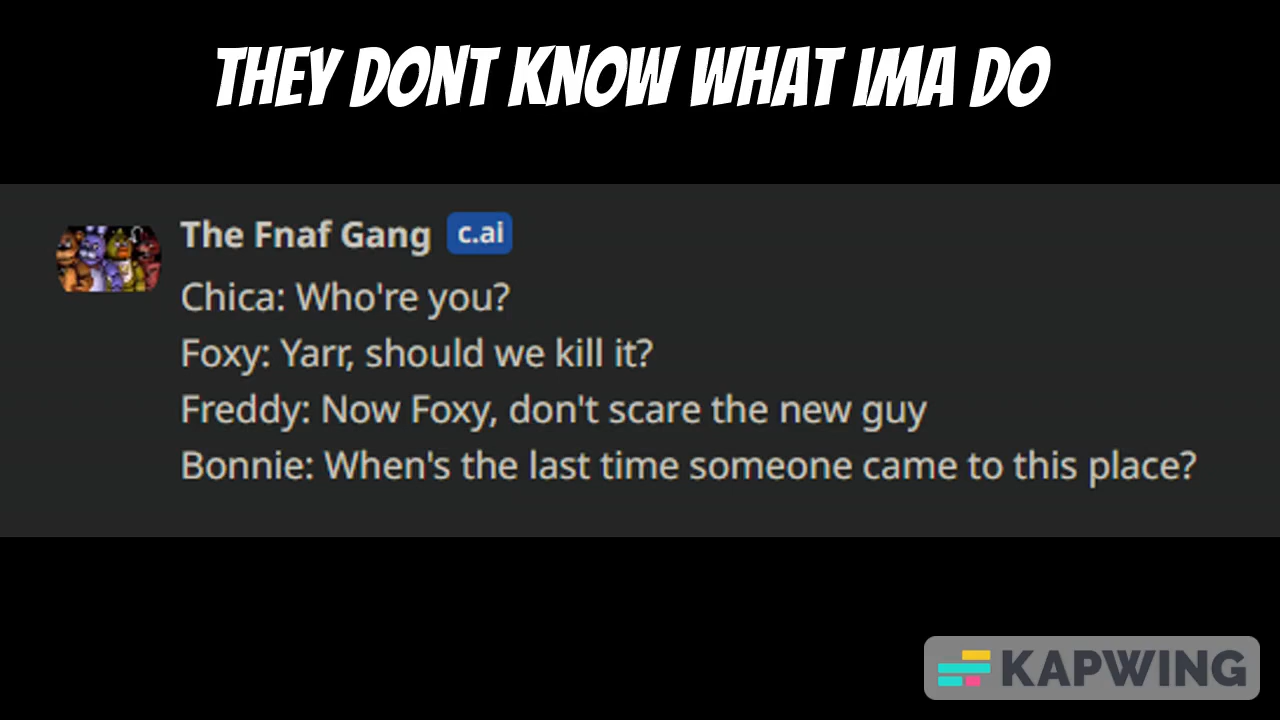 THEY DONT KNOW WHAT IMA DO
The Fnaf Gang c.ai
Chica: Who're you?
Foxy: Yarr, should we kill it?
Freddy: Now Foxy, don't scare the new guy
Bonnie: When's the last time someone came to this place?
KAPWING